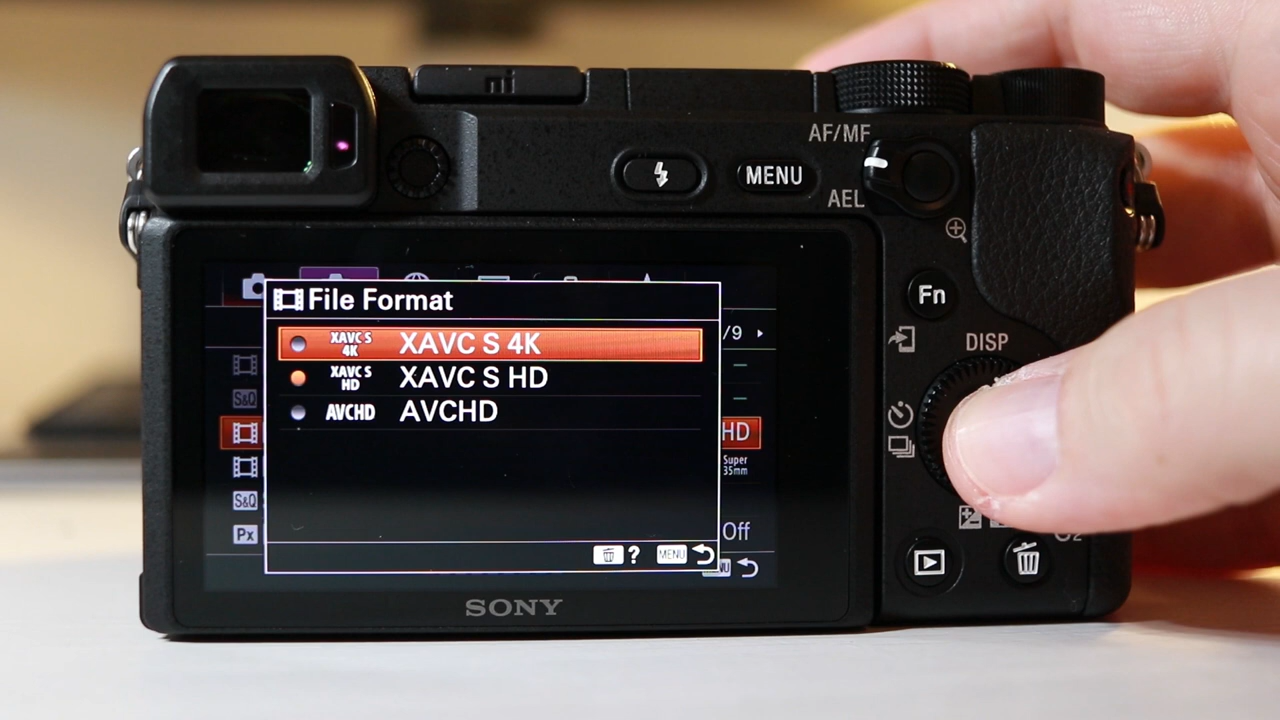 AF/MF
MENU
AEL
Fn
DISP
File Format
/9
XAVC S
4K
XAVC S 4K
XAVC S
HD
XAVC S HD
AVCHD
AVCHD
S&Q
HD
Super
35mm
S&Q
Px
Off
?
MENU
SONY